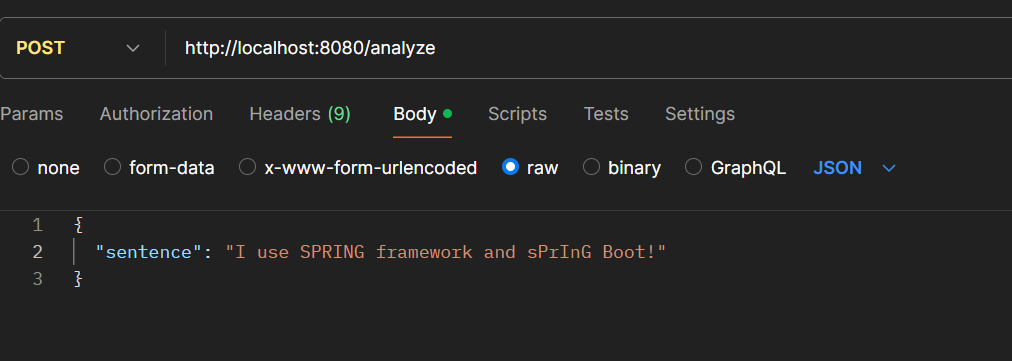 POST http://localhost:8080/analyze
Params Authorization Headers (9) Body Scripts Tests Settings
none form-data x-www-form-urlencoded raw binary GraphQL JSON
1 {
2 "sentence": "I use SPRING framework and sPrInG Boot!"
3 }